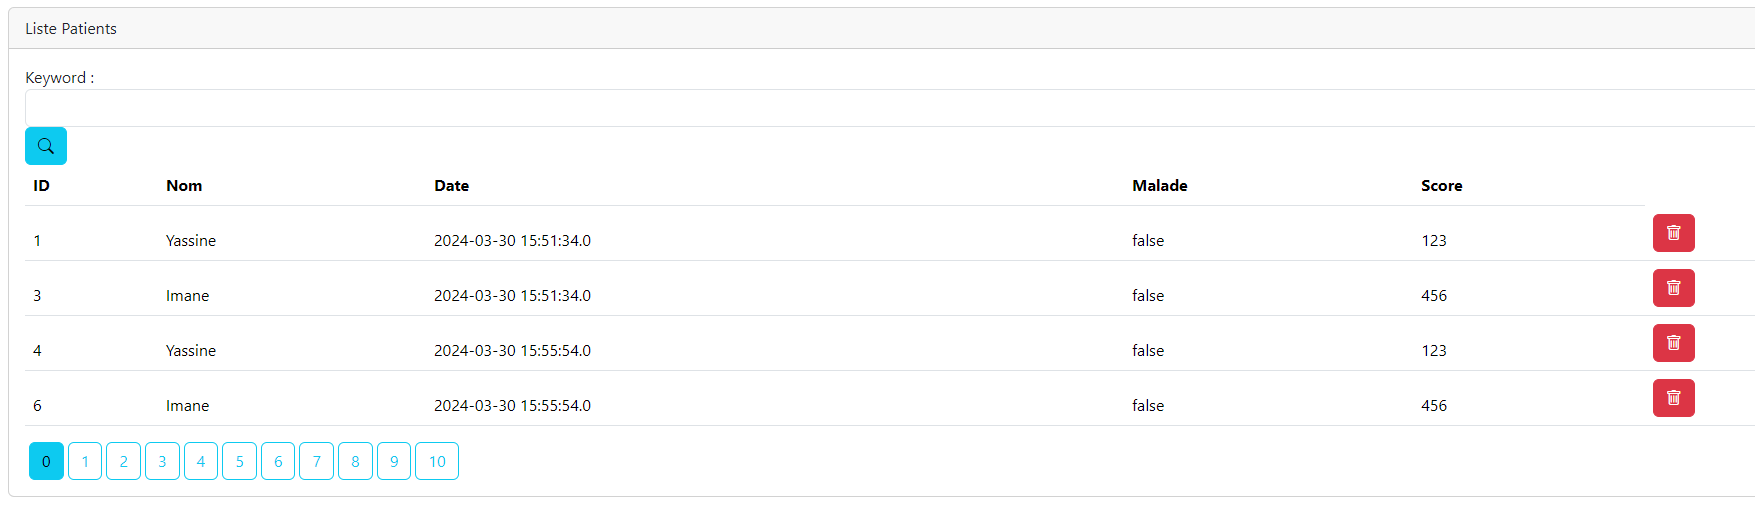 Liste Patients
Keyword :
ID Nom Date Malade Score
1 Yassine 2024-03-30 15:51:34.0 false 123
3 Imane 2024-03-30 15:51:34.0 false 456
4 Yassine 2024-03-30 15:55:54.0 false 123
6 Imane 2024-03-30 15:55:54.0 false 456
0 1 2 3 4 5 6 7 8 9 10